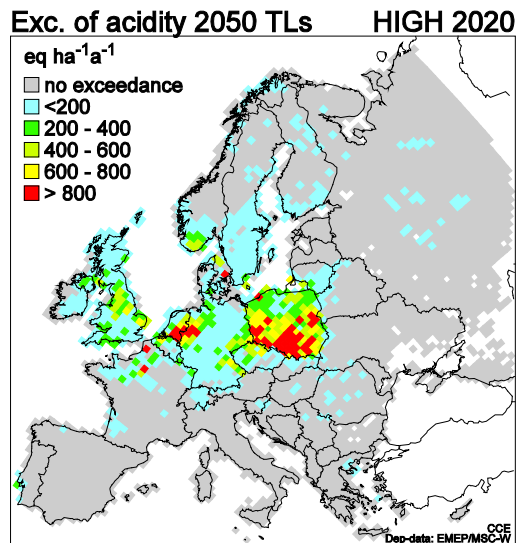 Exc. of acidity 2050 TLs HIGH 2020
eq ha-1a-1
no exceedance
<200
200 - 400
400 - 600
600 - 800
> 800
CCE
Dep-data: EMEP/MSC-W